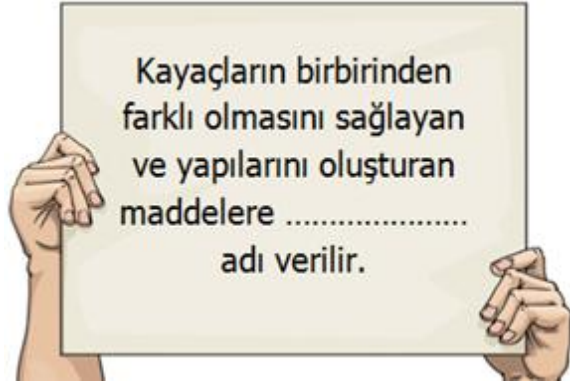 Kayaçların birbirinden
farklı olmasını sağlayan
ve yapılarını oluşturan
maddelere .....................
adı verilir.